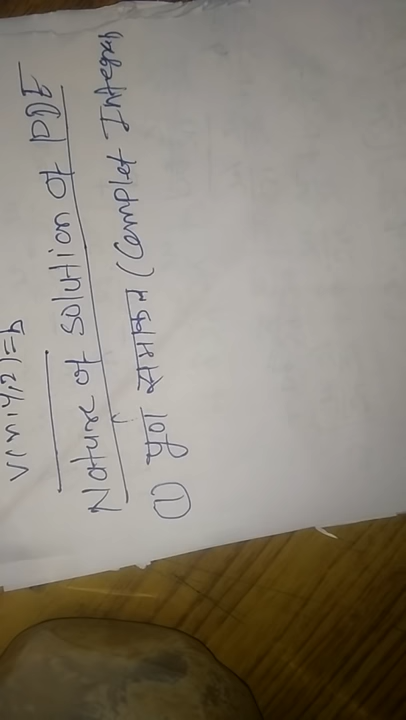 v(x,y,z)=b
Nature of solution of PDE
(1) पूर्ण समाकल (Complet Integral